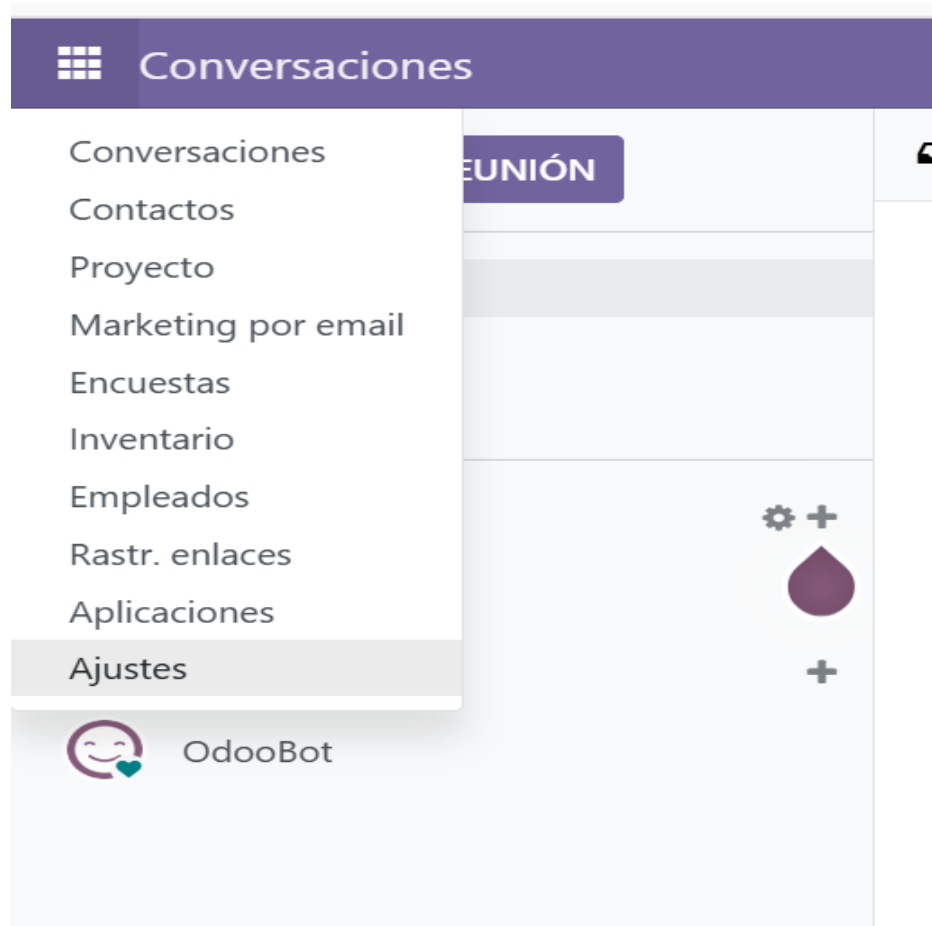 Conversaciones
Conversaciones
EUNIÓN
Contactos
Proyecto
Marketing por email
Encuestas
Inventario
Empleados
Rastr. enlaces
Aplicaciones
Ajustes
OdooBot